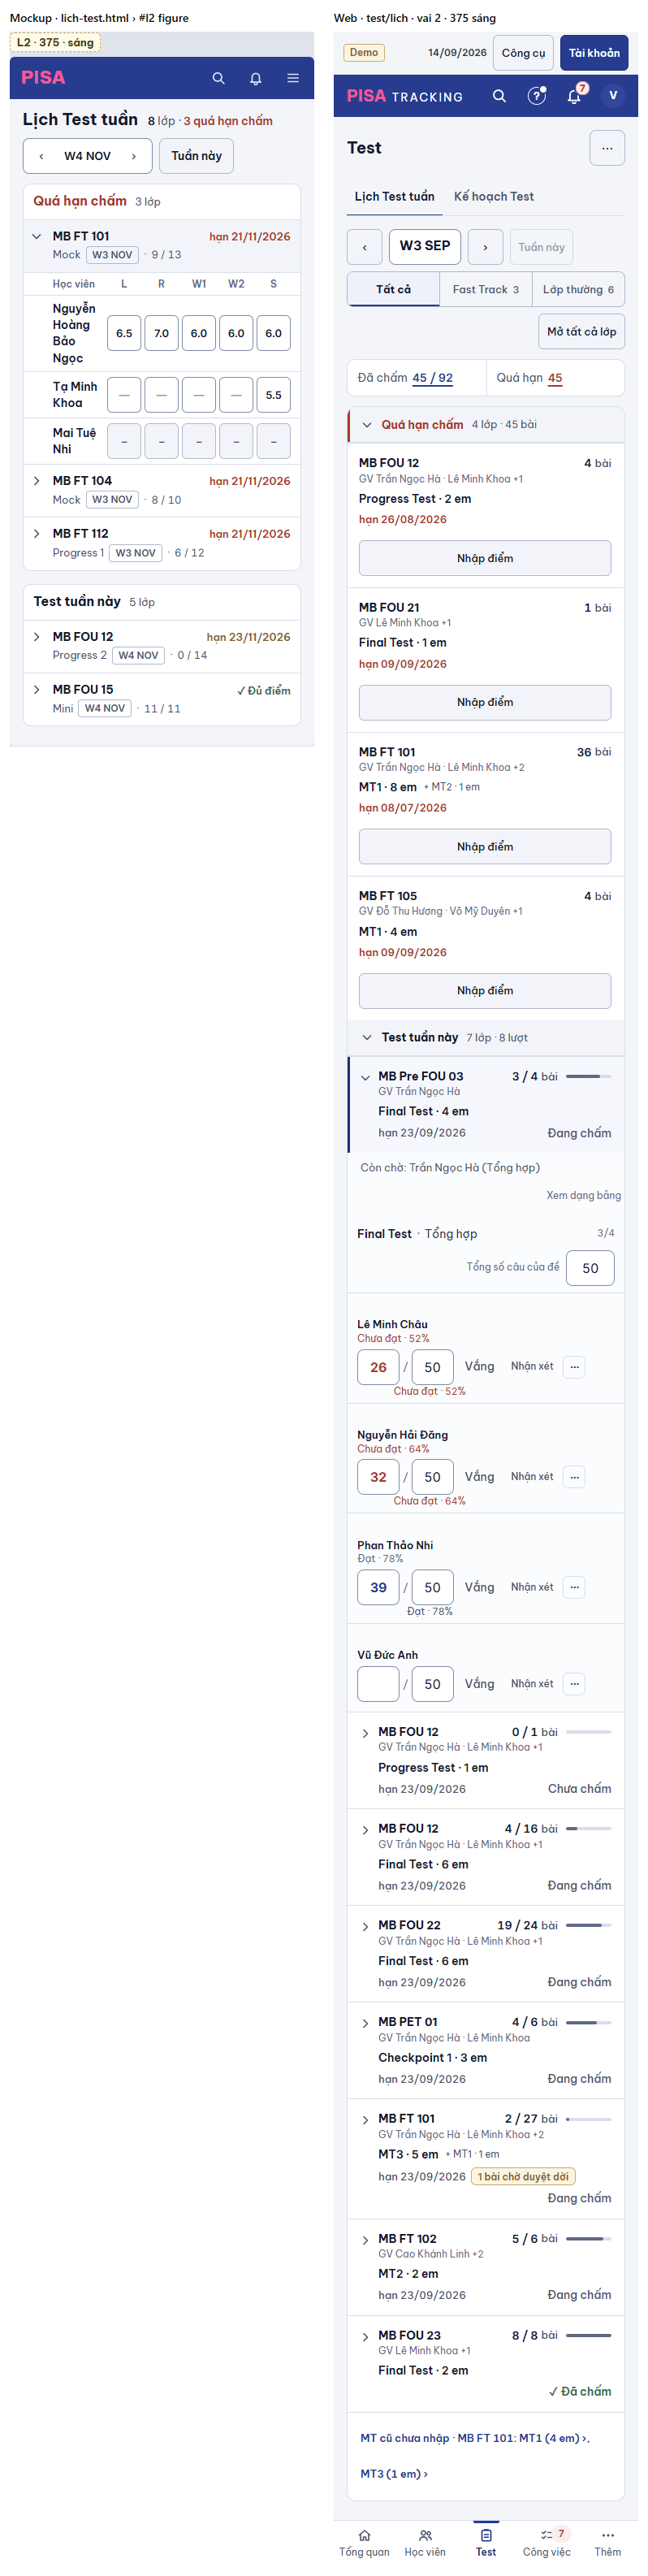 Mockup · lich-test.html › #l2 figure
L2 · 375 · sáng
PISA
Lịch Test tuần 8 lớp · 3 quá hạn chấm
‹ W4 NOV › Tuần này
Quá hạn chấm 3 lớp
MB FT 101 hạn 21/11/2026
Mock W3 NOV · 9 / 13
Học viên L R W1 W2 S
Nguyễn Hoàng Bảo Ngọc 6.5 7.0 6.0 6.0 6.0
Tạ Minh Khoa — — — — 5.5
Mai Tuệ Nhi – – – – –
MB FT 104 hạn 21/11/2026
Mock W3 NOV · 8 / 10
MB FT 112 hạn 21/11/2026
Progress 1 W3 NOV · 6 / 12
Test tuần này 5 lớp
MB FOU 12 hạn 23/11/2026
Progress 2 W4 NOV · 0 / 14
MB FOU 15 ✓ Đủ điểm
Mini W4 NOV · 11 / 11
Web · test/lich · vai 2 · 375 sáng
Demo 14/09/2026 Công cụ Tài khoản
PISA TRACKING ? 7 V
Test ···
Lịch Test tuần Kế hoạch Test
‹ W3 SEP › Tuần này
Tất cả Fast Track 3 Lớp thường 6
Mở tất cả lớp
Đã chấm 45 / 92 Quá hạn 45
Quá hạn chấm 4 lớp · 45 bài
MB FOU 12 4 bài
GV Trần Ngọc Hà · Lê Minh Khoa +1
Progress Test · 2 em
hạn 26/08/2026
Nhập điểm
MB FOU 21 1 bài
GV Lê Minh Khoa +1
Final Test · 1 em
hạn 09/09/2026
Nhập điểm
MB FT 101 36 bài
GV Trần Ngọc Hà · Lê Minh Khoa +2
MT1 · 8 em + MT2 · 1 em
hạn 08/07/2026
Nhập điểm
MB FT 105 4 bài
GV Đỗ Thu Hương · Võ Mỹ Duyên +1
MT1 · 4 em
hạn 09/09/2026
Nhập điểm
Test tuần này 7 lớp · 8 lượt
MB Pre FOU 03 3 / 4 bài
GV Trần Ngọc Hà
Final Test · 4 em
hạn 23/09/2026 Đang chấm
Còn chờ: Trần Ngọc Hà (Tổng hợp)
Xem dạng bảng
Final Test · Tổng hợp 3/4
Tổng số câu của đề 50
Lê Minh Châu
Chưa đạt · 52%
26 / 50 Vắng Nhận xét ···
Chưa đạt · 52%
Nguyễn Hải Đăng
Chưa đạt · 64%
32 / 50 Vắng Nhận xét ···
Chưa đạt · 64%
Phan Thảo Nhi
Đạt · 78%
39 / 50 Vắng Nhận xét ···
Đạt · 78%
Vũ Đức Anh
/ 50 Vắng Nhận xét ···
MB FOU 12 0 / 1 bài
GV Trần Ngọc Hà · Lê Minh Khoa +1
Progress Test · 1 em
hạn 23/09/2026 Chưa chấm
MB FOU 12 4 / 16 bài
GV Trần Ngọc Hà · Lê Minh Khoa +1
Final Test · 6 em
hạn 23/09/2026 Đang chấm
MB FOU 22 19 / 24 bài
GV Trần Ngọc Hà · Lê Minh Khoa +1
Final Test · 6 em
hạn 23/09/2026 Đang chấm
MB PET 01 4 / 6 bài
GV Trần Ngọc Hà · Lê Minh Khoa
Checkpoint 1 · 3 em
hạn 23/09/2026 Đang chấm
MB FT 101 2 / 27 bài
GV Trần Ngọc Hà · Lê Minh Khoa +2
MT3 · 5 em + MT1 · 1 em
hạn 23/09/2026 1 bài chờ duyệt dời
Đang chấm
MB FT 102 5 / 6 bài
GV Cao Khánh Linh +2
MT2 · 2 em
hạn 23/09/2026 Đang chấm
MB FOU 23 8 / 8 bài
GV Lê Minh Khoa +1
Final Test · 2 em
✓ Đã chấm
MT cũ chưa nhập · MB FT 101: MT1 (4 em) ›,
MT3 (1 em) ›
7
Tổng quan Học viên Test Công việc Thêm